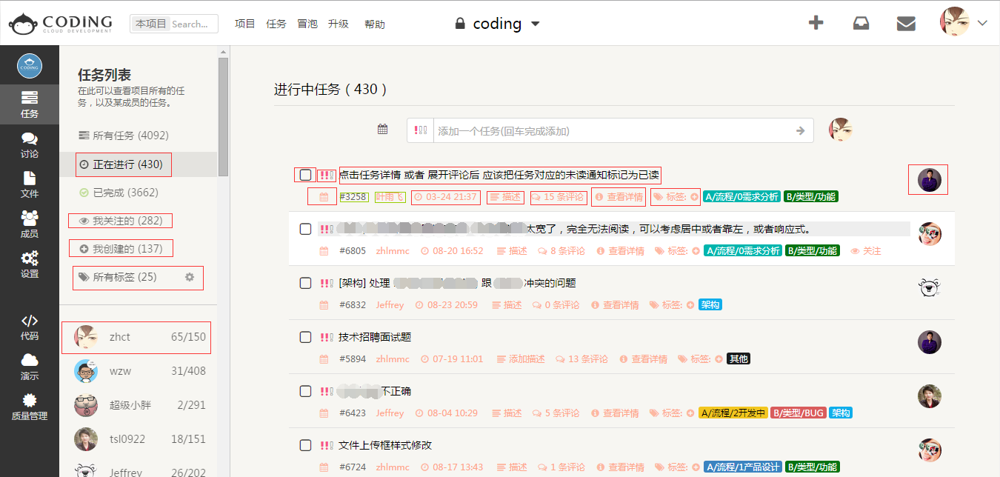 CODING
CLOUD DEVELOPMENT
本项目 Search... 项目 任务 冒泡 升级 帮助 coding
CODING
任务
讨论
文件
成员
设置
代码
演示
质量管理
任务列表
在此可以查看项目所有的任
务，以及某成员的任务。
所有任务 (4092)
正在进行 (430)
已完成 (3662)
我关注的 (282)
我创建的 (137)
所有标签 (25)
zhct 65/150
wzw 31/408
超级小胖 2/291
tsl0922 18/151
Jeffrey 26/202
进行中任务（430）
添加一个任务(回车完成添加)
点击任务详情 或者 展开评论后 应该把任务对应的未读通知标记为已读
#3258 叶雨飞 03-24 21:37 描述 15 条评论 查看详情 标签: A/流程/0需求分析 B/类型/功能
太宽了，完全无法阅读，可以考虑居中或者靠左，或者响应式。
#6805 zhlmmc 08-20 16:52 描述 8 条评论 查看详情 标签: A/流程/0需求分析 B/类型/功能 关注
[架构] 处理 跟 冲突的问题
#6832 Jeffrey 08-23 20:59 描述 0 条评论 查看详情 标签: 架构
技术招聘面试题
#5894 zhlmmc 07-19 11:01 添加描述 13 条评论 查看详情 标签: 其他
不正确
#6423 Jeffrey 08-04 10:29 描述 5 条评论 查看详情 标签: A/流程/2开发中 B/类型/BUG 架构
文件上传框样式修改
#6724 zhlmmc 08-17 13:43 描述 1 条评论 查看详情 标签: A/流程/1产品设计 B/类型/功能